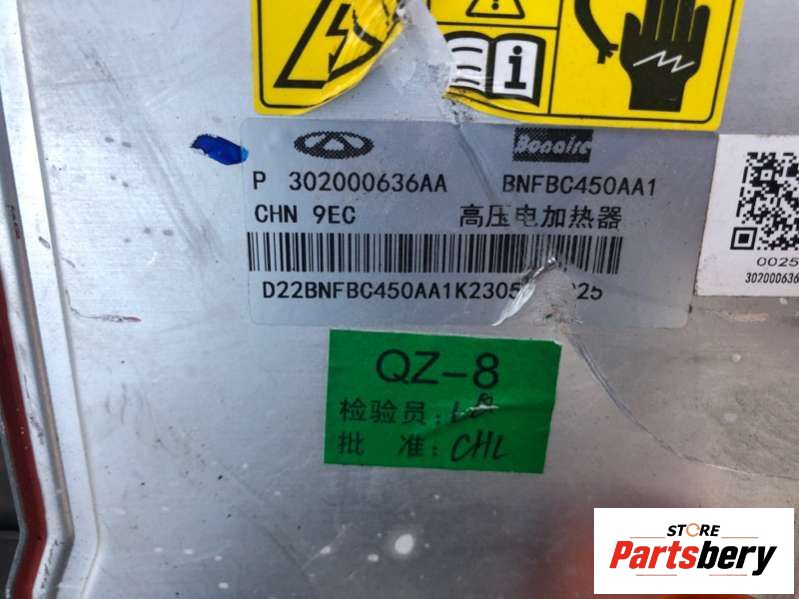 Bonaire
P 302000636AA BNFBC450AA1
CHN 9EC 高压电加热器
D22BNFBC450AA1K2305 25
0025
302000636
QZ-8
检验员:
批 准: CHL
STORE
Partsbery